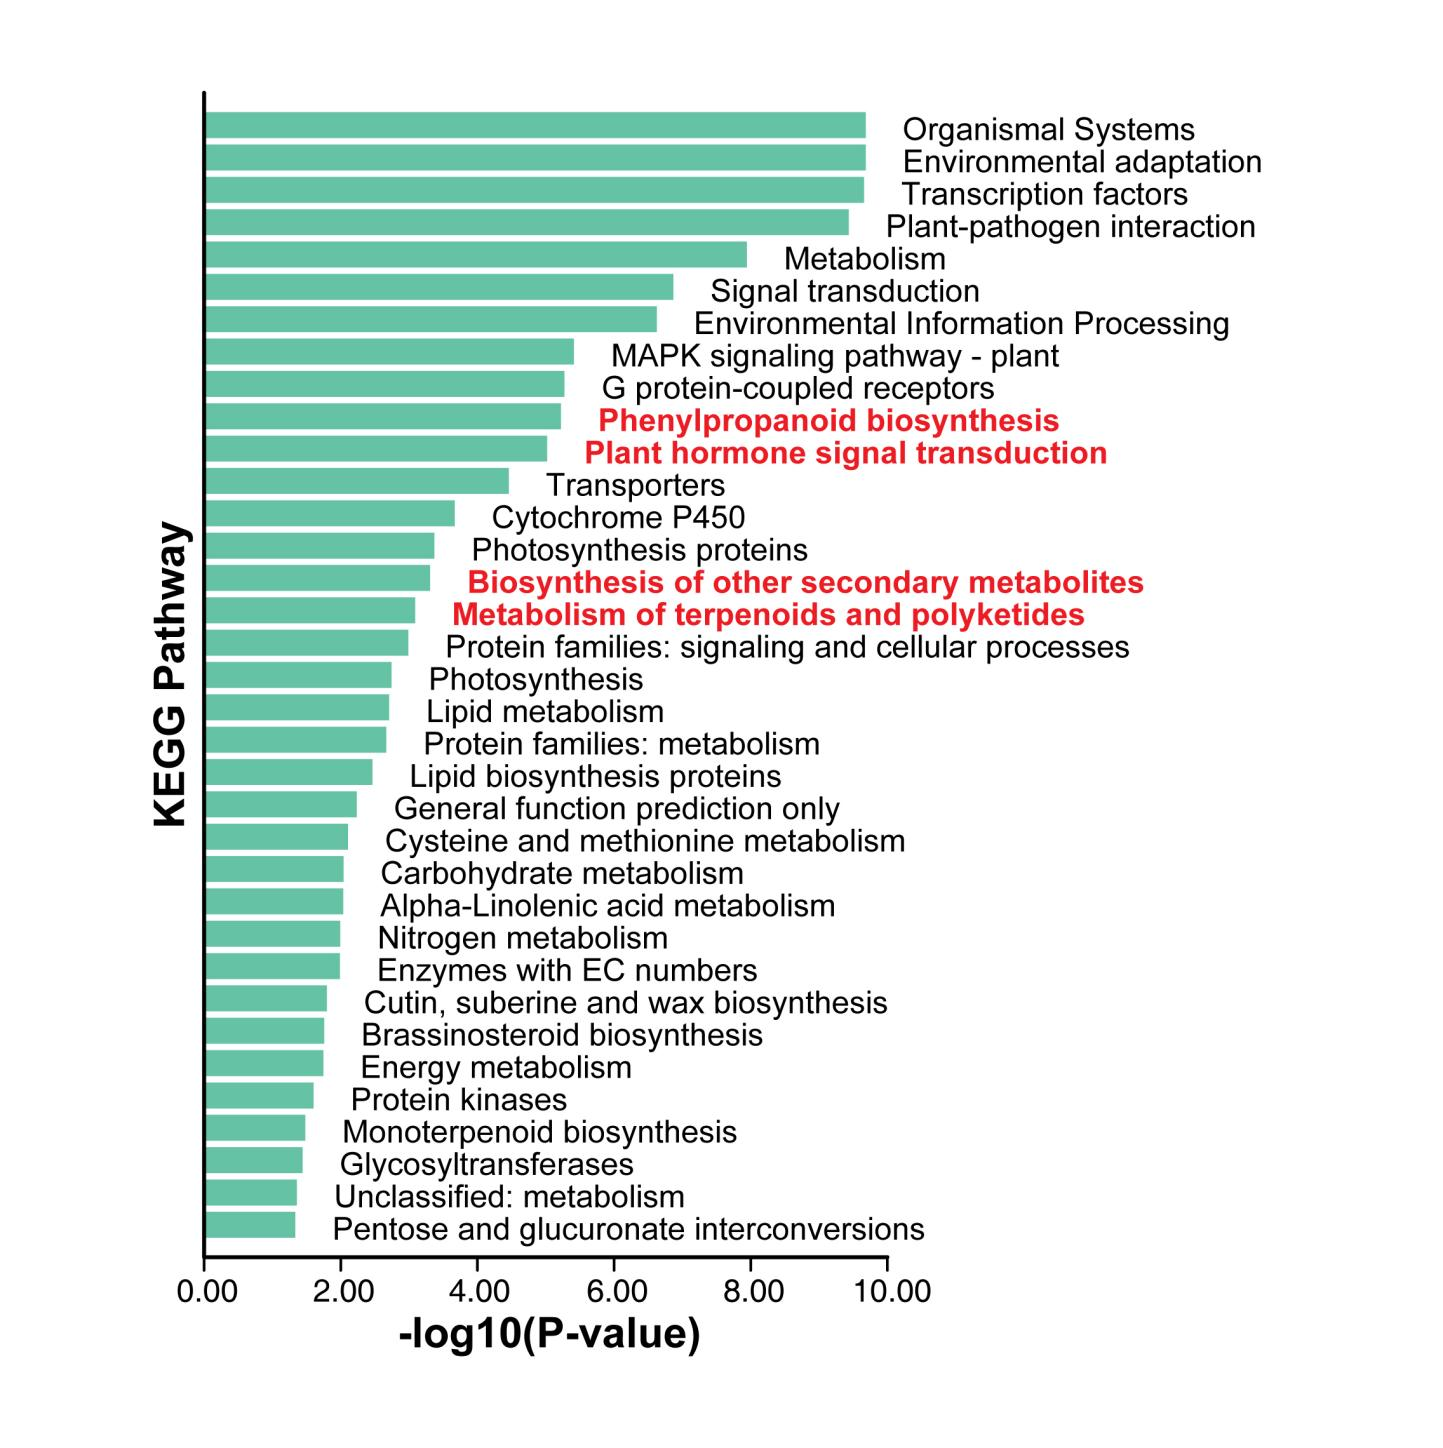 Organismal Systems
Environmental adaptation
Transcription factors
Plant-pathogen interaction
Metabolism
Signal transduction
Environmental Information Processing
MAPK signaling pathway - plant
G protein-coupled receptors
Phenylpropanoid biosynthesis
Plant hormone signal transduction
Transporters
Cytochrome P450
Photosynthesis proteins
Biosynthesis of other secondary metabolites
Metabolism of terpenoids and polyketides
Protein families: signaling and cellular processes
Photosynthesis
Lipid metabolism
Protein families: metabolism
Lipid biosynthesis proteins
General function prediction only
Cysteine and methionine metabolism
Carbohydrate metabolism
Alpha-Linolenic acid metabolism
Nitrogen metabolism
Enzymes with EC numbers
Cutin, suberine and wax biosynthesis
Brassinosteroid biosynthesis
Energy metabolism
Protein kinases
Monoterpenoid biosynthesis
Glycosyltransferases
Unclassified: metabolism
Pentose and glucuronate interconversions
KEGG Pathway
0.00 2.00 4.00 6.00 8.00 10.00
-log10(P-value)